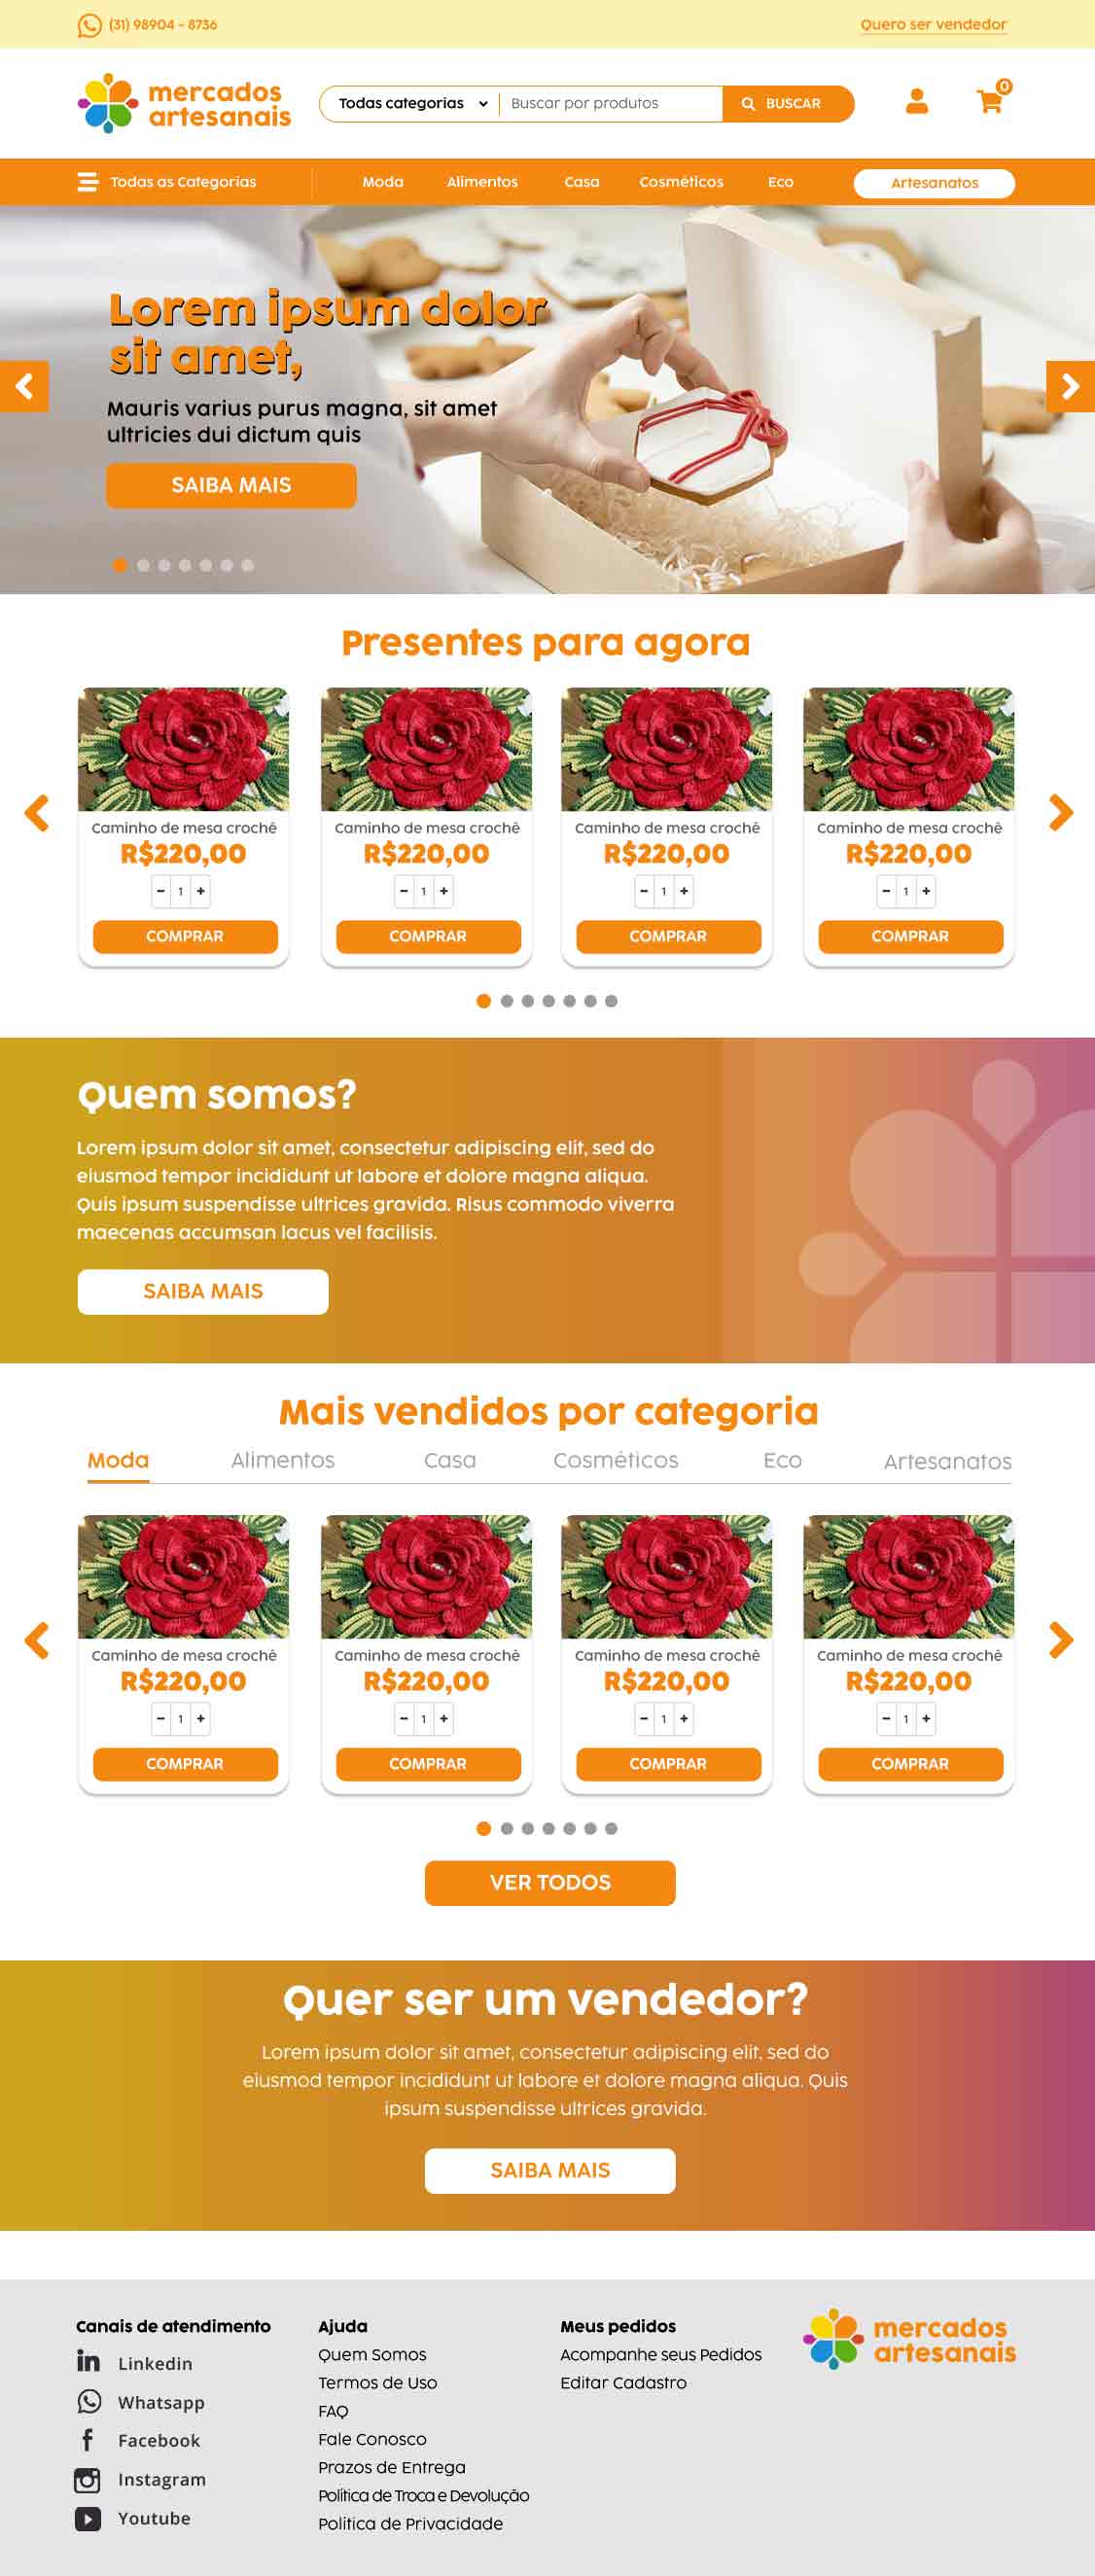 (31) 98904 - 8736
Quero ser vendedor
mercados
artesanais
Todas categorias
Buscar por produtos
BUSCAR
0
Todas as Categorias
Moda
Alimentos
Casa
Cosméticos
Eco
Artesanatos
Lorem ipsum dolor
sit amet,
Mauris varius purus magna, sit amet
ultricies dui dictum quis
SAIBA MAIS
Presentes para agora
Caminho de mesa crochê
R$220,00
- 1 +
COMPRAR
Caminho de mesa crochê
R$220,00
- 1 +
COMPRAR
Caminho de mesa crochê
R$220,00
- 1 +
COMPRAR
Caminho de mesa crochê
R$220,00
- 1 +
COMPRAR
Quem somos?
Lorem ipsum dolor sit amet, consectetur adipiscing elit, sed do
eiusmod tempor incididunt ut labore et dolore magna aliqua.
Quis ipsum suspendisse ultrices gravida. Risus commodo viverra
maecenas accumsan lacus vel facilisis.
SAIBA MAIS
Mais vendidos por categoria
Moda
Alimentos
Casa
Cosméticos
Eco
Artesanatos
Caminho de mesa crochê
R$220,00
- 1 +
COMPRAR
Caminho de mesa crochê
R$220,00
- 1 +
COMPRAR
Caminho de mesa crochê
R$220,00
- 1 +
COMPRAR
Caminho de mesa crochê
R$220,00
- 1 +
COMPRAR
VER TODOS
Quer ser um vendedor?
Lorem ipsum dolor sit amet, consectetur adipiscing elit, sed do
eiusmod tempor incididunt ut labore et dolore magna aliqua. Quis
ipsum suspendisse ultrices gravida.
SAIBA MAIS
Canais de atendimento
Linkedin
Whatsapp
Facebook
Instagram
Youtube
Ajuda
Quem Somos
Termos de Uso
FAQ
Fale Conosco
Prazos de Entrega
Política de Troca e Devolução
Política de Privacidade
Meus pedidos
Acompanhe seus Pedidos
Editar Cadastro
mercados
artesanais